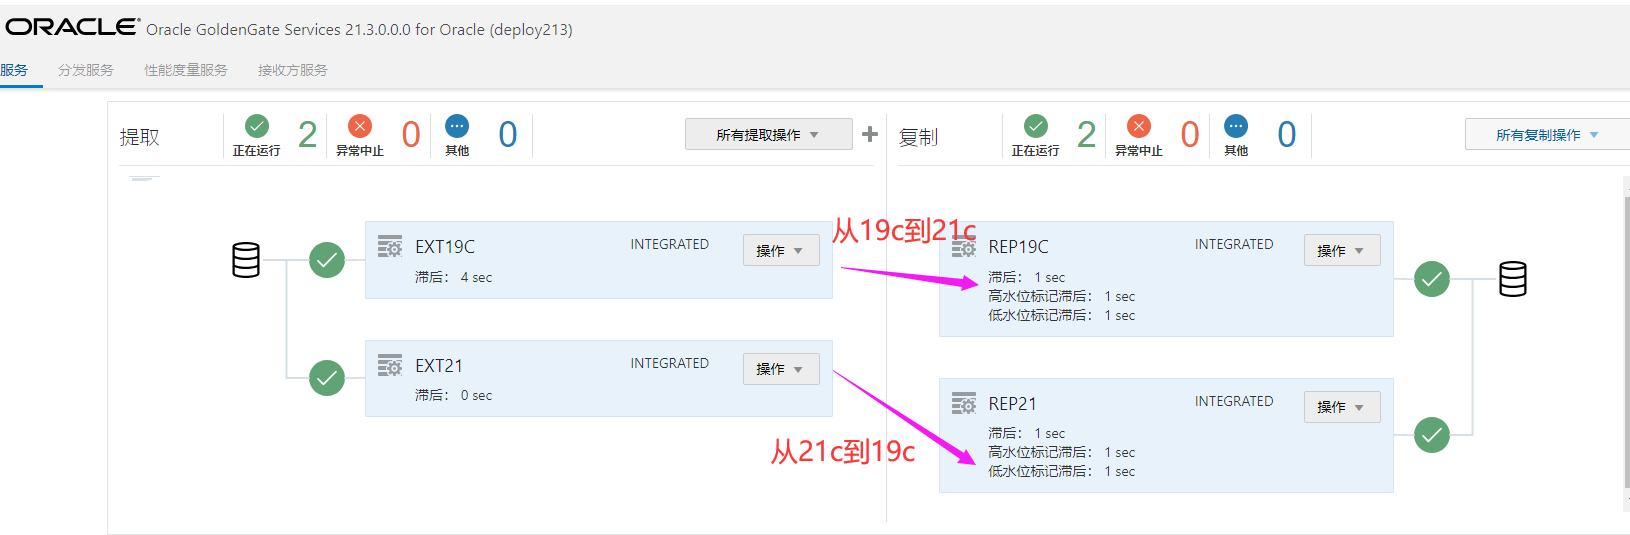 ORACLE Oracle GoldenGate Services 21.3.0.0.0 for Oracle (deploy213)
服务 分发服务 性能度量服务 接收方服务
提取 正在运行 2 异常中止 0 其他 0 所有提取操作
复制 正在运行 2 异常中止 0 其他 0 所有复制操作
EXT19C INTEGRATED 操作
滞后： 4 sec
从19c到21c
REP19C INTEGRATED 操作
滞后： 1 sec
高水位标记滞后： 1 sec
低水位标记滞后： 1 sec
EXT21 INTEGRATED 操作
滞后： 0 sec
从21c到19c
REP21 INTEGRATED 操作
滞后： 1 sec
高水位标记滞后： 1 sec
低水位标记滞后： 1 sec